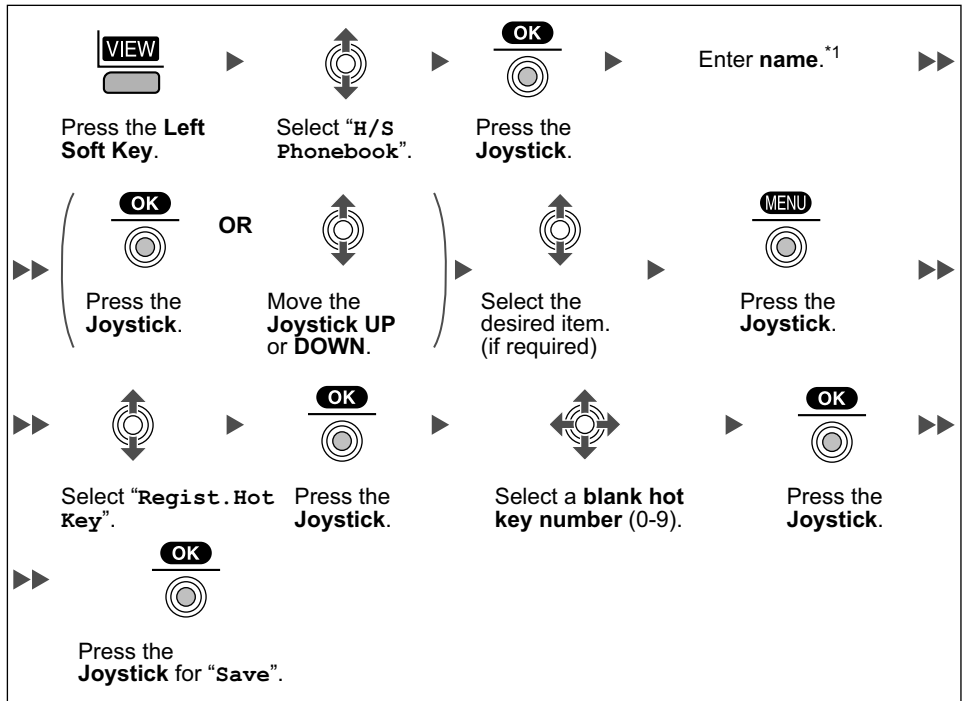 VIEW
Press the Left
Soft Key.
Select “H/S
Phonebook”.
OK
Press the
Joystick.
Enter name.*1
OK
Press the
Joystick.
OR
Move the
Joystick UP
or DOWN.
Select the
desired item.
(if required)
MENU
Press the
Joystick.
Select “Regist.Hot
Key”.
OK
Press the
Joystick.
Select a blank hot
key number (0-9).
OK
Press the
Joystick.
OK
Press the
Joystick for “Save”.